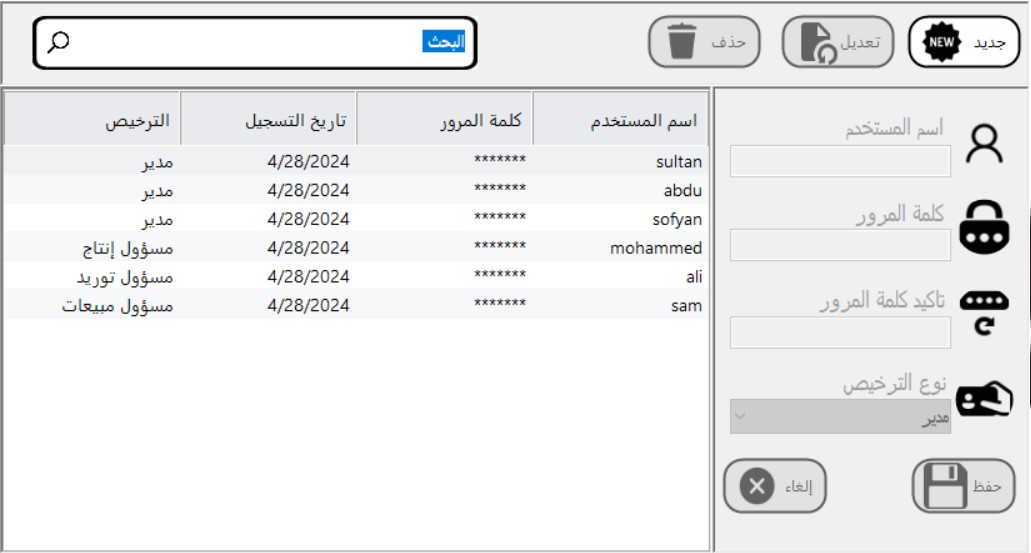 جديد NEW تعديل حذف البحث
اسم المستخدم
كلمة المرور
تاكيد كلمة المرور
نوع الترخيص
مدير
حفظ إلغاء
اسم المستخدم كلمة المرور تاريخ التسجيل الترخيص
sultan ******* 4/28/2024 مدير
abdu ******* 4/28/2024 مدير
sofyan ******* 4/28/2024 مدير
mohammed ******* 4/28/2024 مسؤول إنتاج
ali ******* 4/28/2024 مسؤول توريد
sam ******* 4/28/2024 مسؤول مبيعات